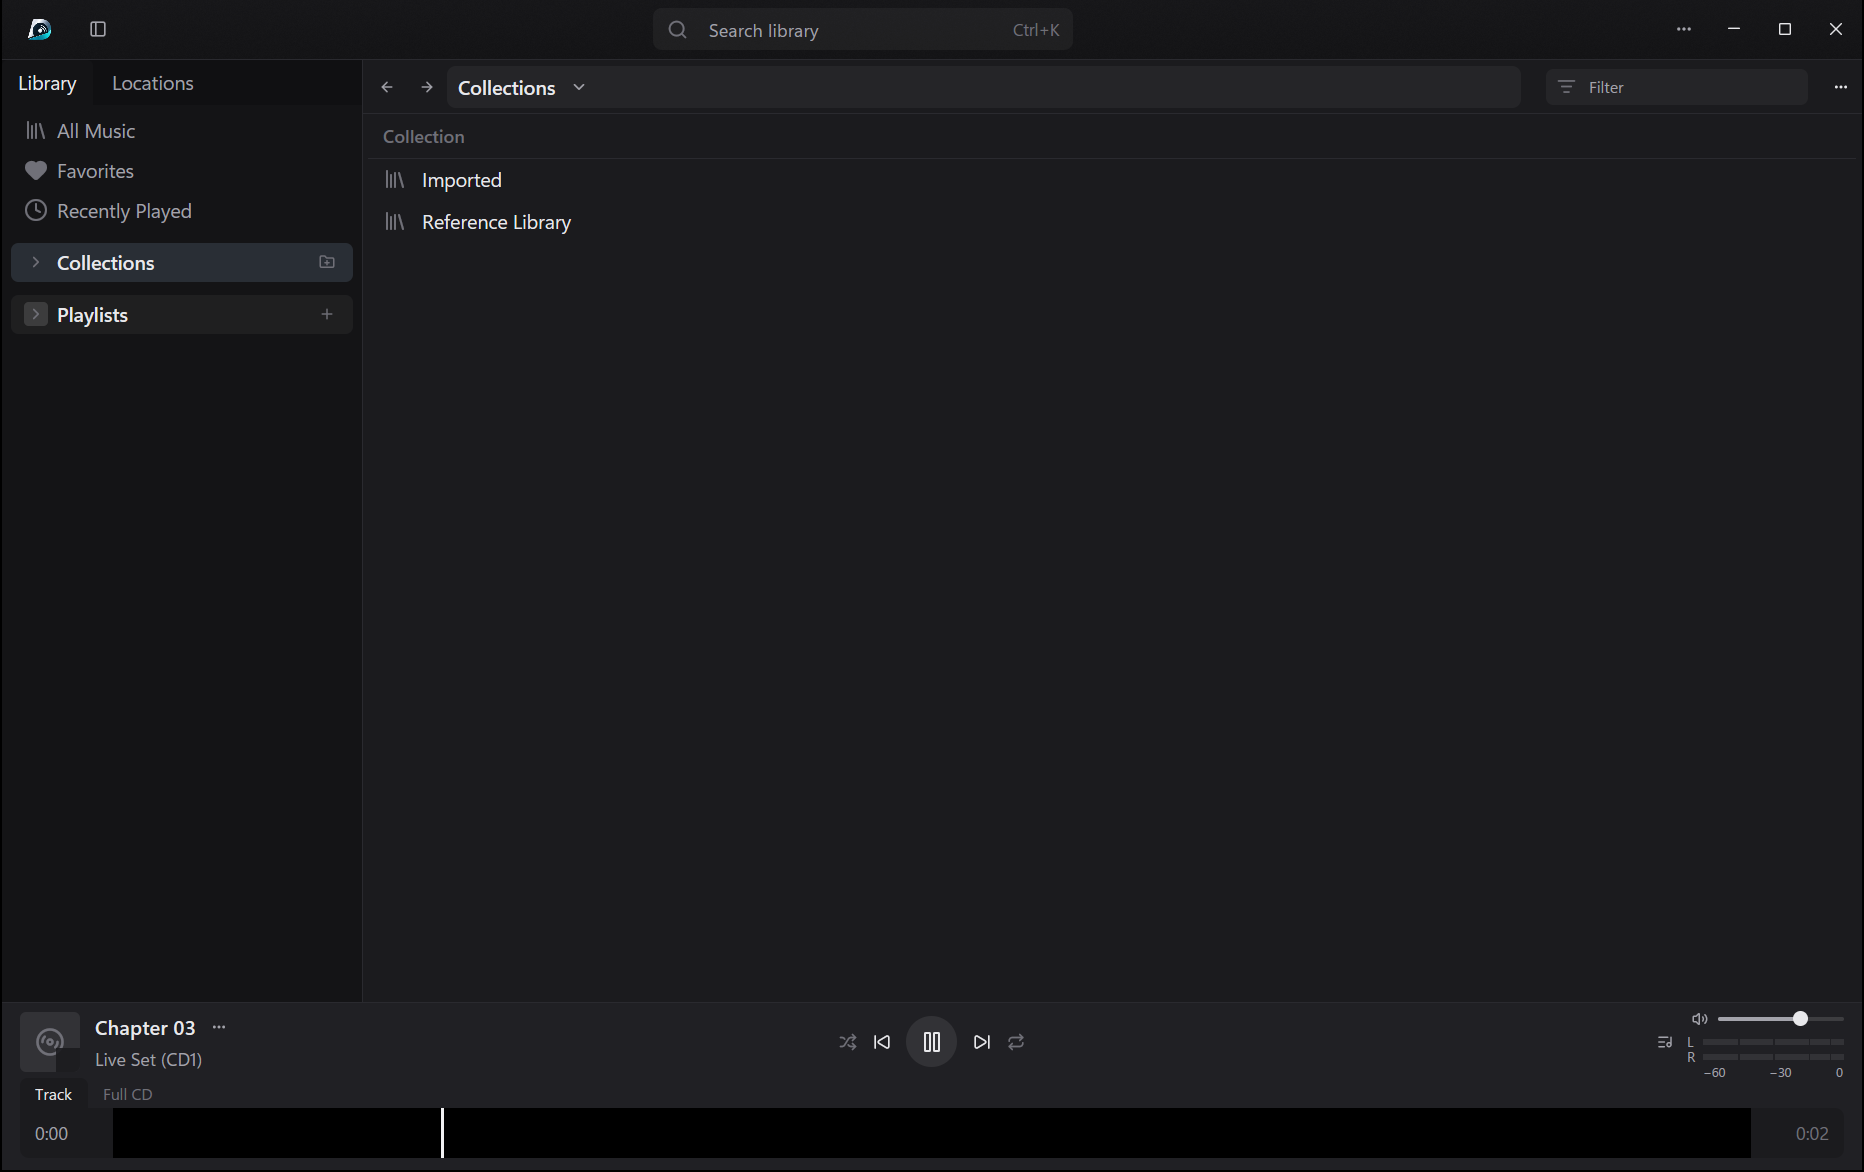 Search library
Ctrl+K
Library
Locations
All Music
Favorites
Recently Played
Collections
Playlists
Collections
Filter
Collection
Imported
Reference Library
Chapter 03
Live Set (CD1)
Track
Full CD
0:00
0:02
L
R
−60
−30
0